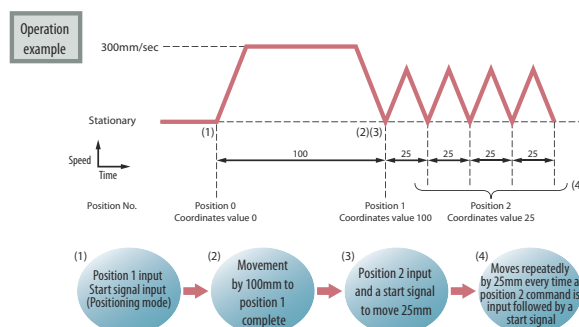 Operation
example
300mm/sec
Stationary
(1)
(2)(3)
100
25
25
25
25
Speed
Time
(4
Position No.
Position 0
Coordinates value 0
Position 1
Coordinates value 100
Position 2
Coordinates value 25
(1)
Position 1 input
Start signal input
(Positioning mode)
(2)
Movement
by 100mm to
position 1
complete
(3)
Position 2 input
and a start signal
to move 25mm
(4)
Moves repeatedly
by 25mm every time a
position 2 command is
input followed by a
start signal